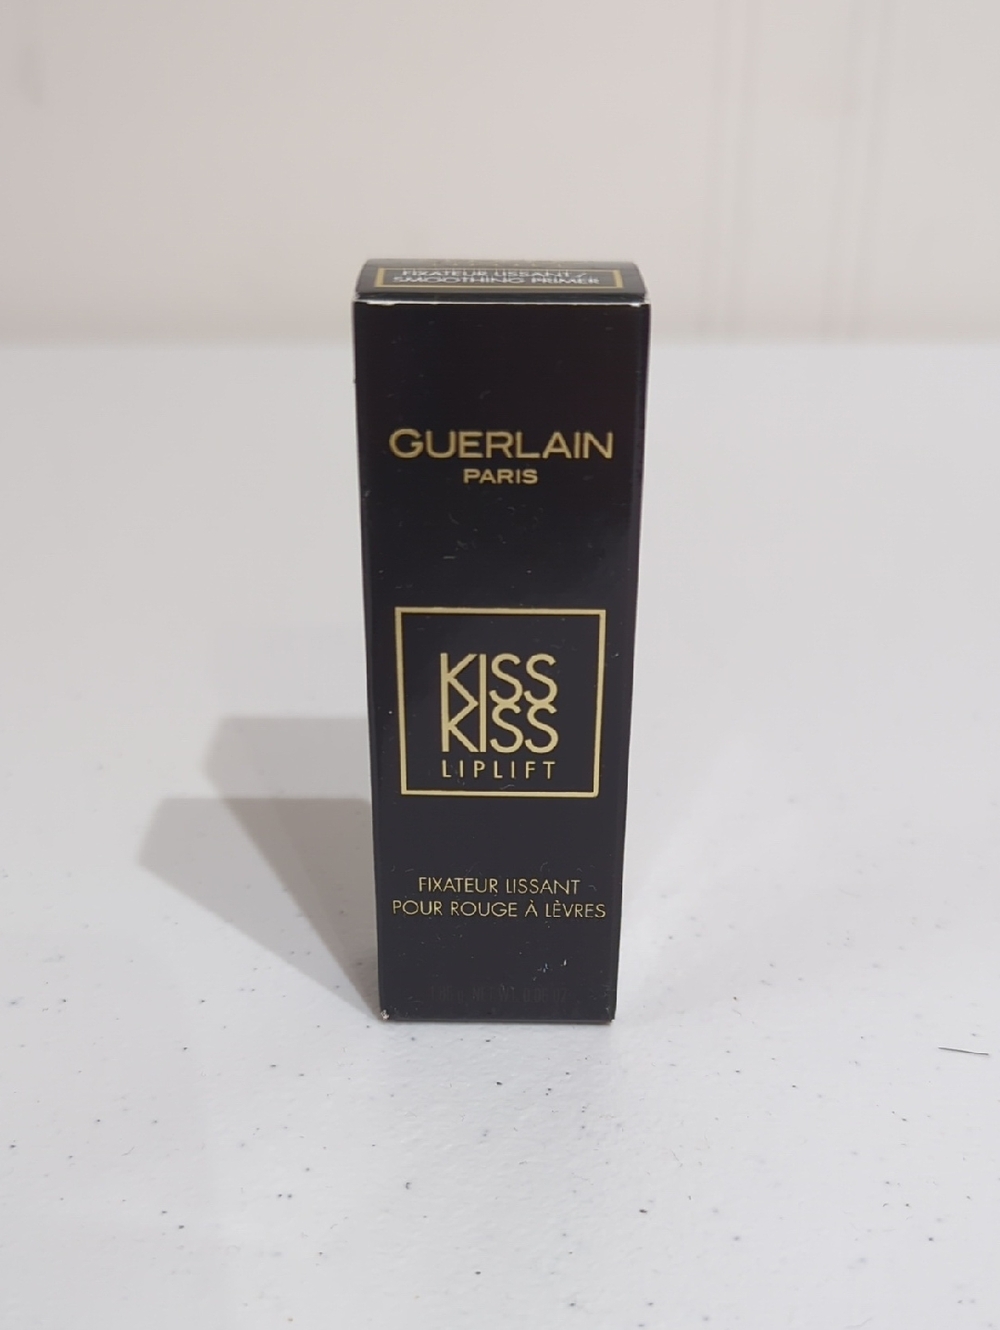 FIXATEUR LISSANT /
SMOOTHING PRIMER
GUERLAIN
PARIS
KISS
KISS
LIPLIFT
FIXATEUR LISSANT
POUR ROUGE À LÈVRES